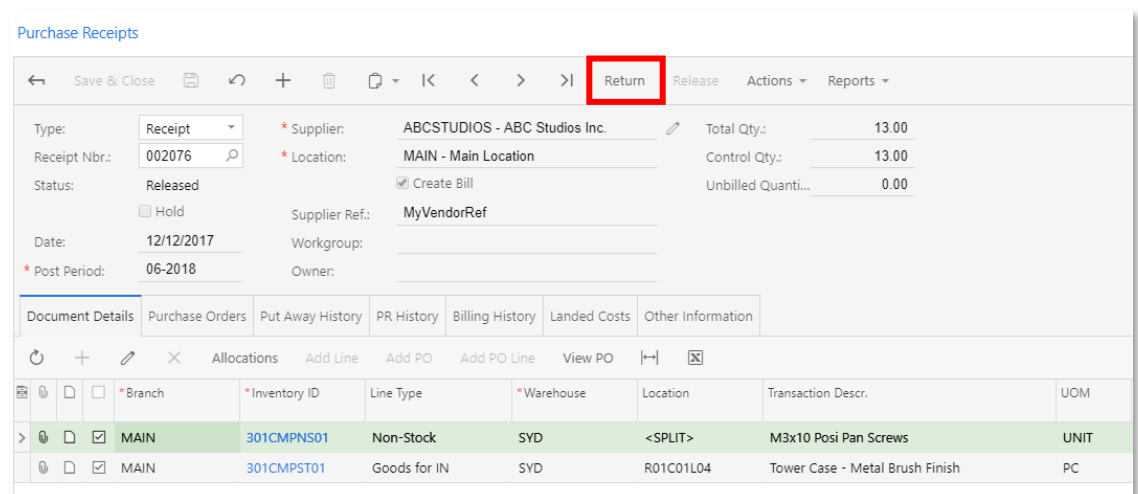 Purchase Receipts
Save & Close Return Release Actions Reports
Type: Receipt * Supplier: ABCSTUDIOS - ABC Studios Inc. Total Qty.: 13.00
Receipt Nbr.: 002076 * Location: MAIN - Main Location Control Qty.: 13.00
Status: Released Create Bill Unbilled Quanti... 0.00
Hold Supplier Ref.: MyVendorRef
Date: 12/12/2017 Workgroup:
* Post Period: 06-2018 Owner:
Document Details Purchase Orders Put Away History PR History Billing History Landed Costs Other Information
Allocations Add Line Add PO Add PO Line View PO
* Branch * Inventory ID Line Type * Warehouse Location Transaction Descr. UOM
MAIN 301CMPNS01 Non-Stock SYD <SPLIT> M3x10 Posi Pan Screws UNIT
MAIN 301CMPST01 Goods for IN SYD R01C01L04 Tower Case - Metal Brush Finish PC